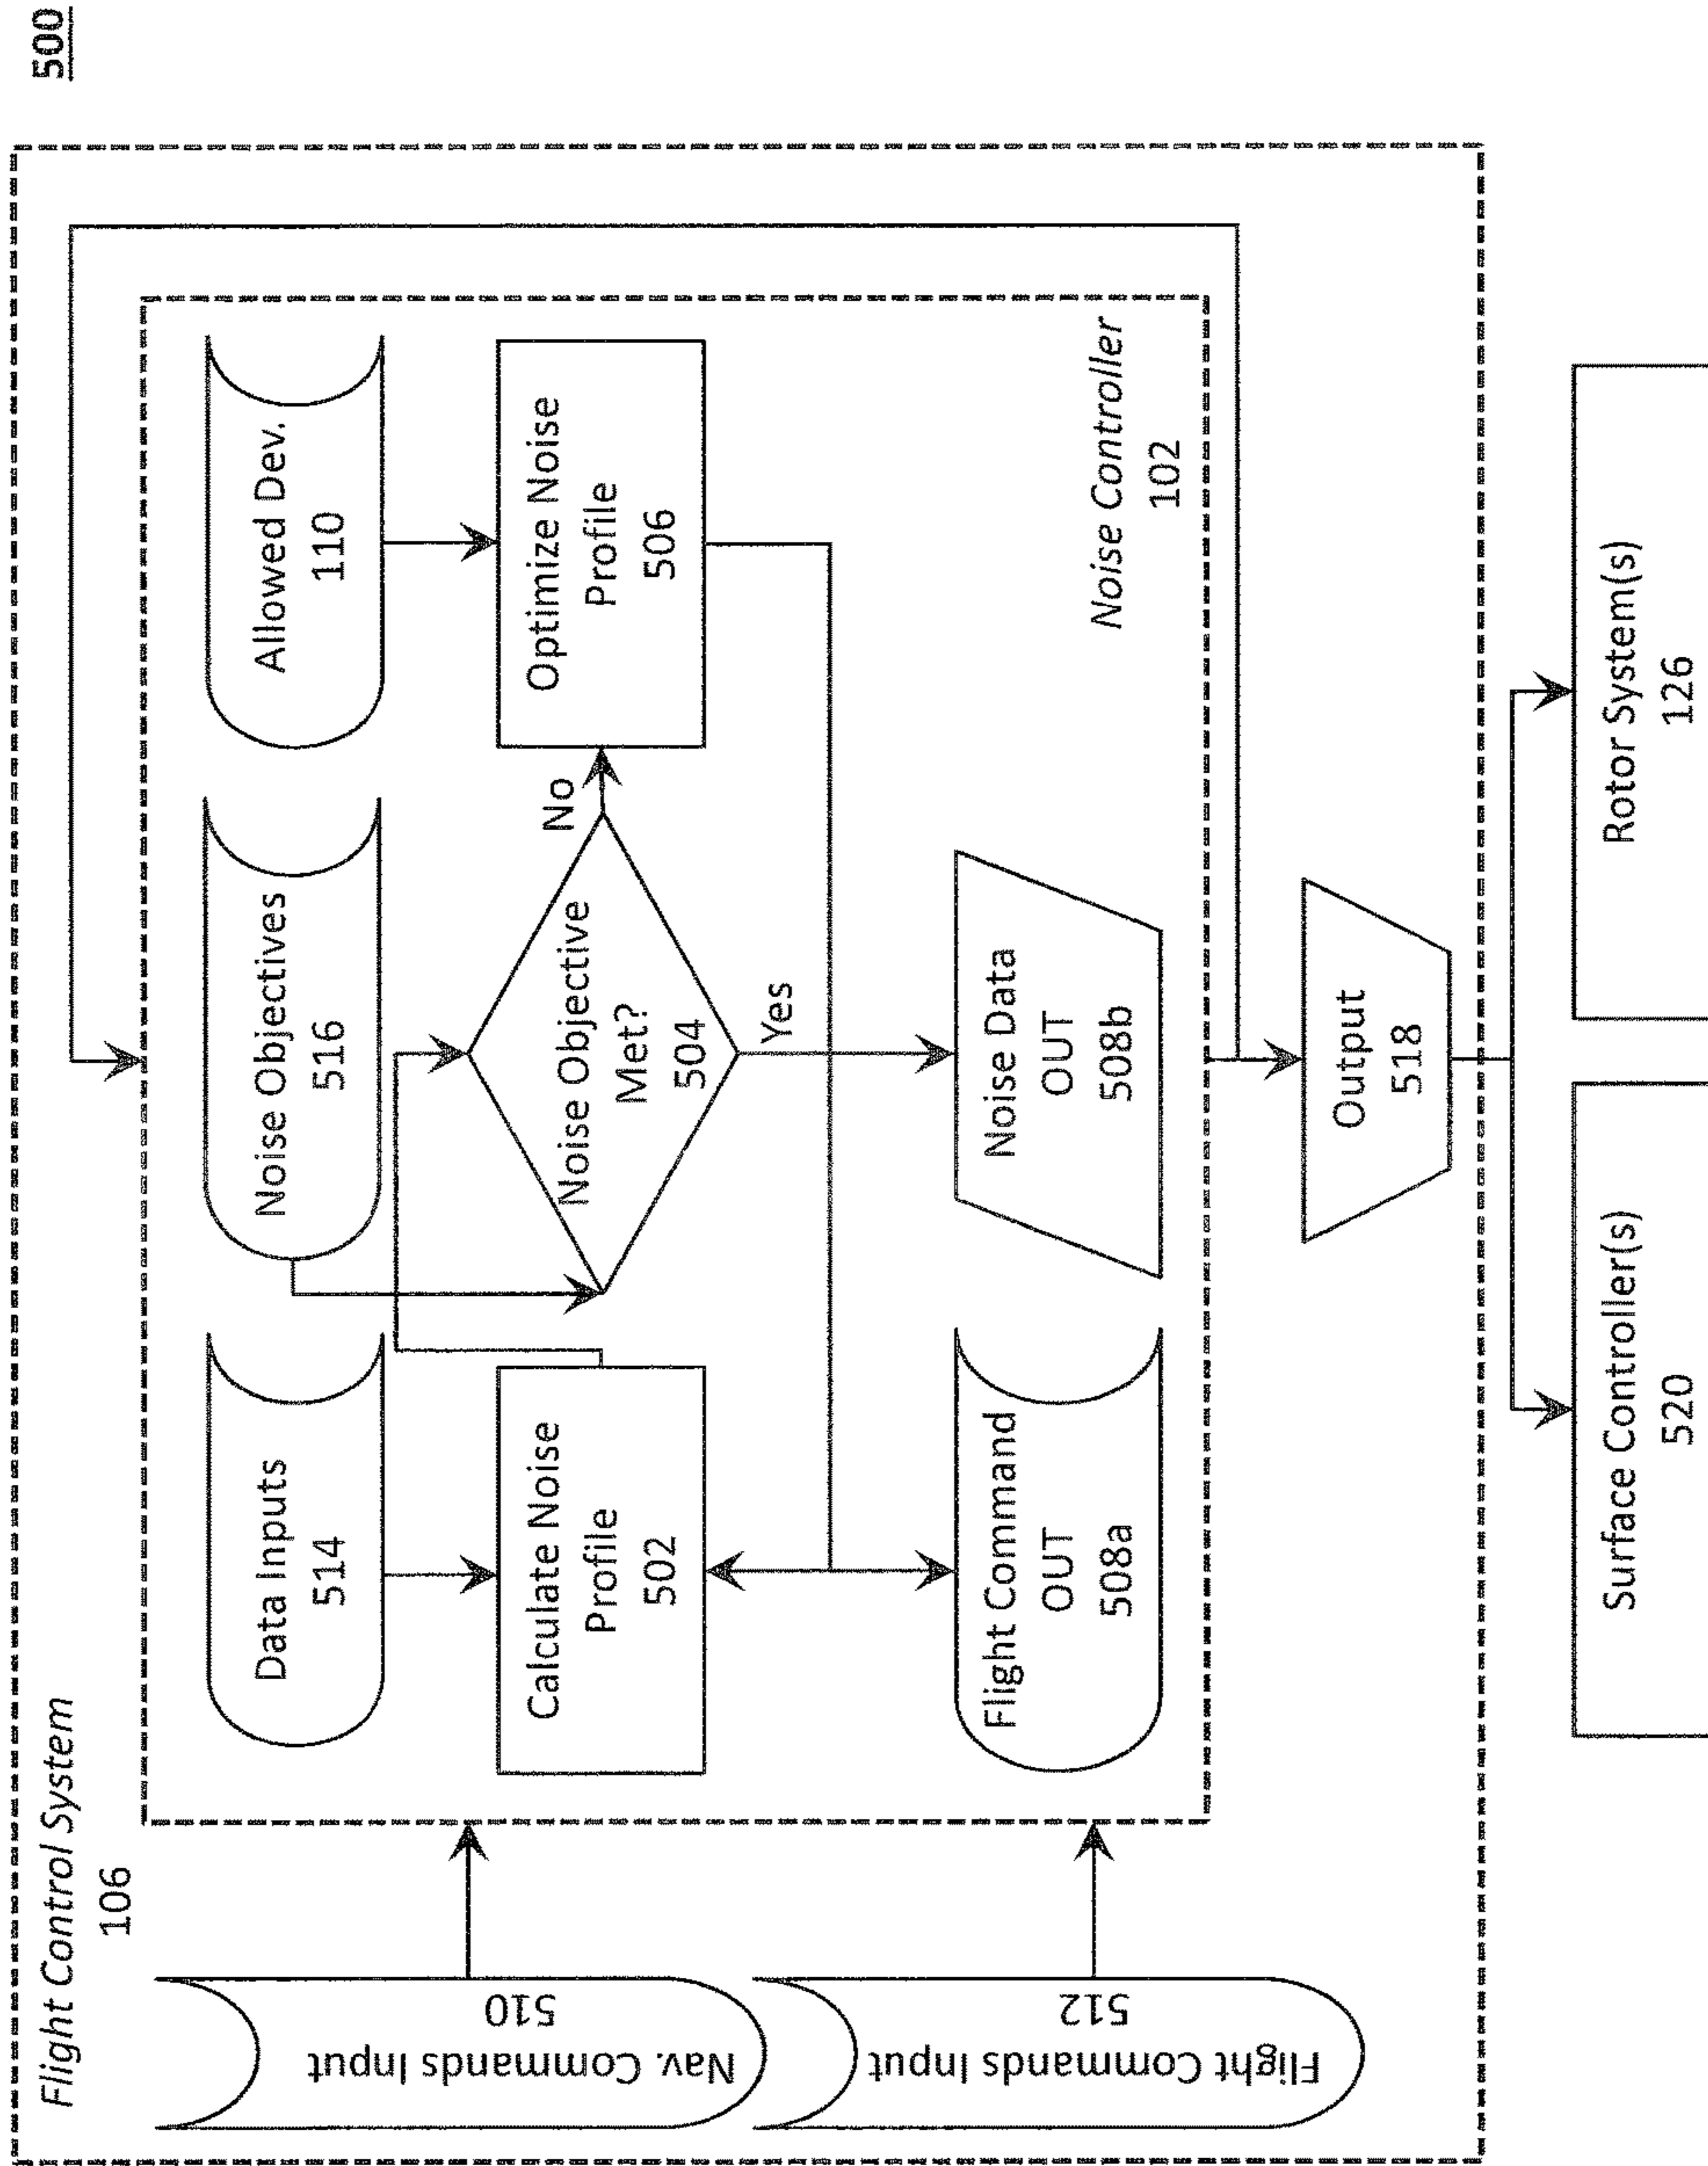 500
Flight Control System
106
Nav. Commands Input
510
Flight Commands Input
512
Data Inputs
514
Noise Objectives
516
Allowed Dev.
110
Calculate Noise
Profile
502
Noise Objective
Met?
504
No
Yes
Optimize Noise
Profile
506
Flight Command
OUT
508a
Noise Data
OUT
508b
Noise Controller
102
Output
518
Surface Controller(s)
520
Rotor System(s)
126